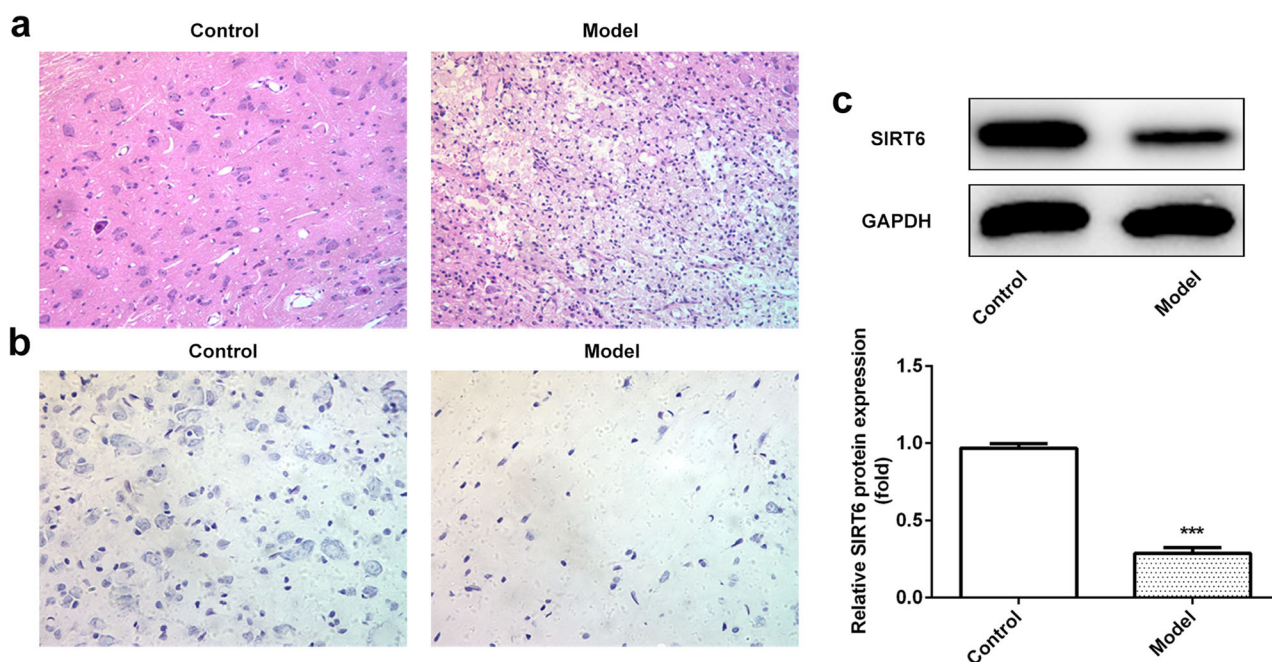 a
Control
Model
b
Control
Model
c
SIRT6
GAPDH
Control
Model
Relative SIRT6 protein expression
(fold)
1.5
1.0
0.5
0.0
***
Control
Model